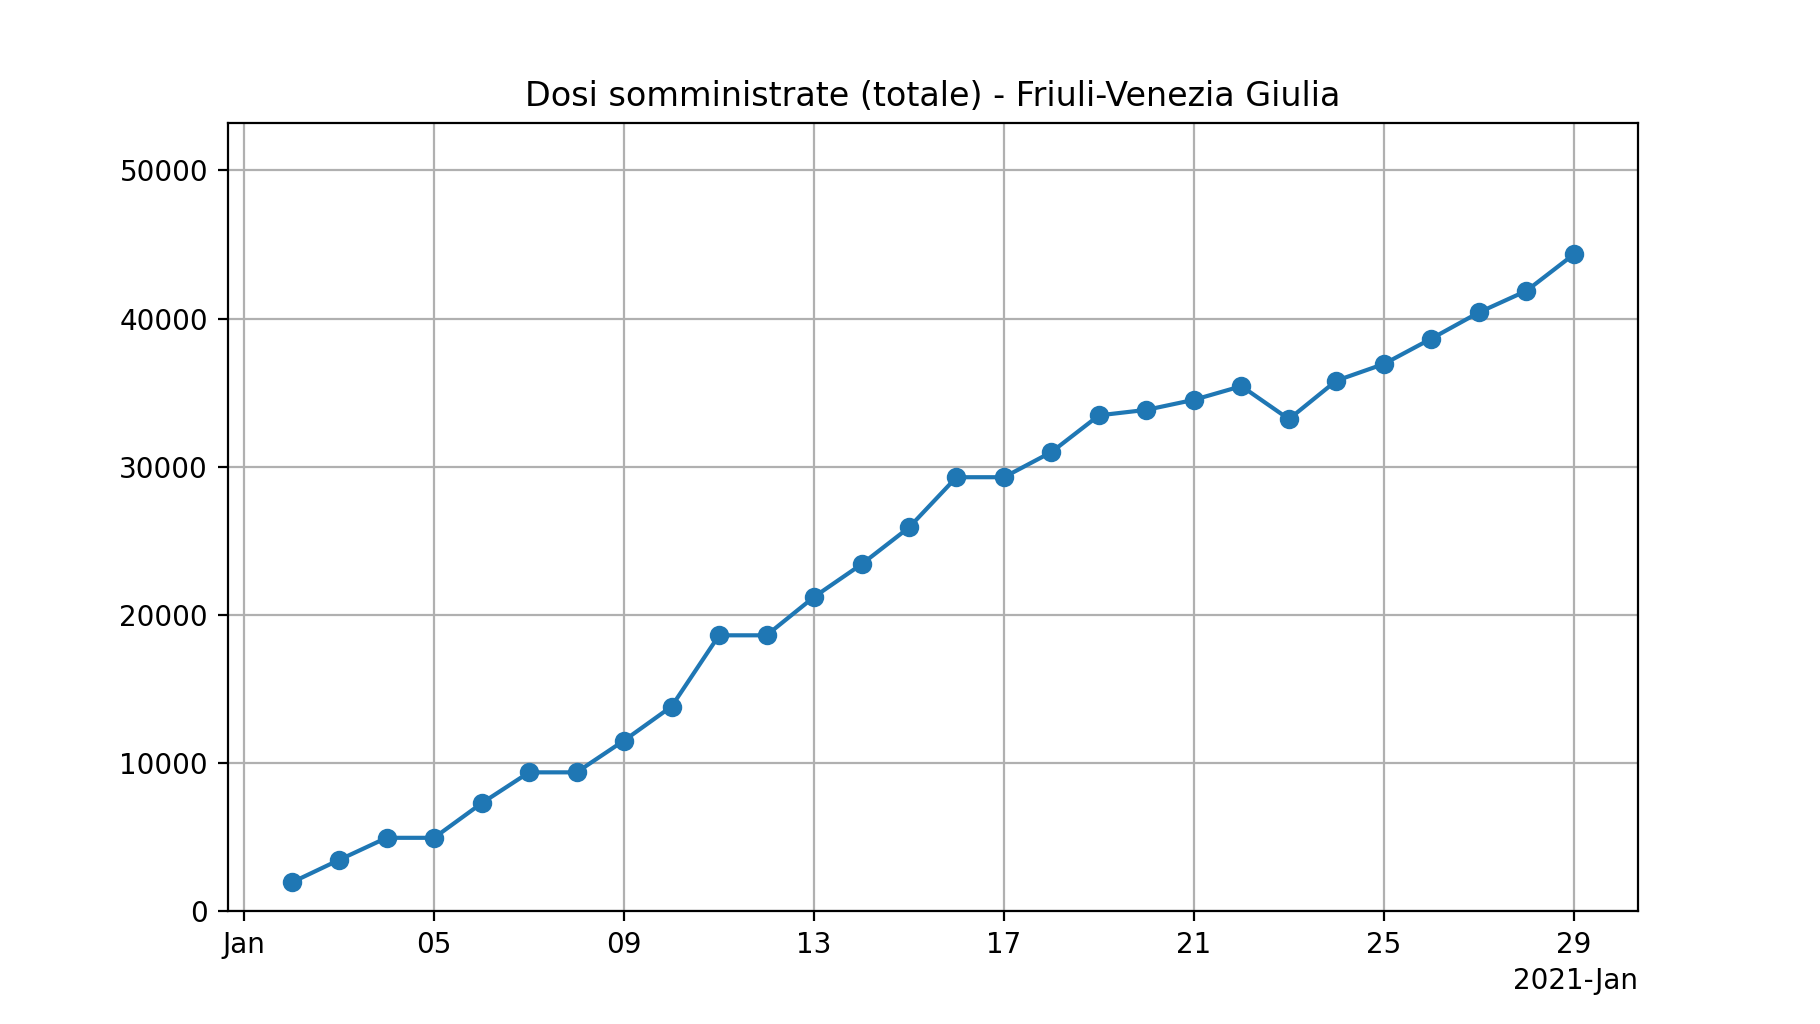 Dosi somministrate (totale) - Friuli-Venezia Giulia
50000
40000
30000
20000
10000
0
Jan 05 09 13 17 21 25 29
2021-Jan